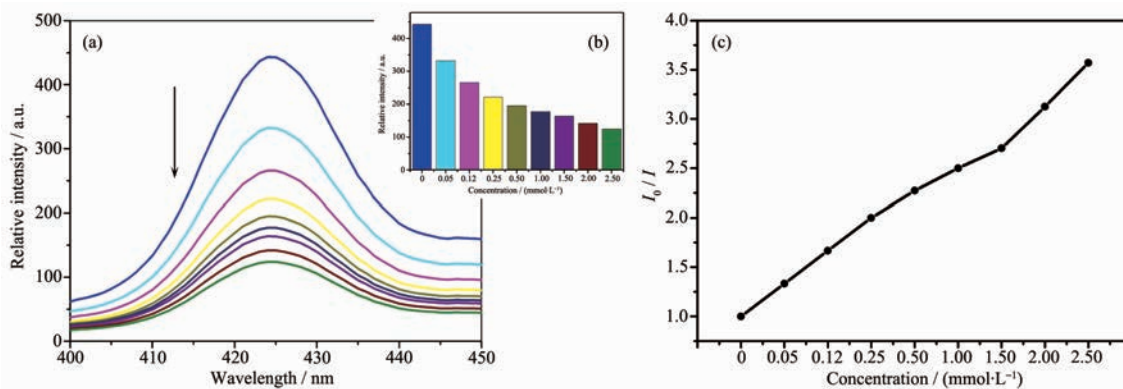 (a)
500
400
300
200
100
0
Relative intensity / a.u.
400 410 420 430 440 450
Wavelength / nm
(b)
400
300
200
100
0
Relative intensity / a.u.
0 0.05 0.12 0.25 0.50 1.00 1.50 2.00 2.50
Concentration / (mmol·L⁻¹)
(c)
4.0
3.5
3.0
2.5
2.0
1.5
1.0
I₀ / I
0 0.05 0.12 0.25 0.50 1.00 1.50 2.00 2.50
Concentration / (mmol·L⁻¹)